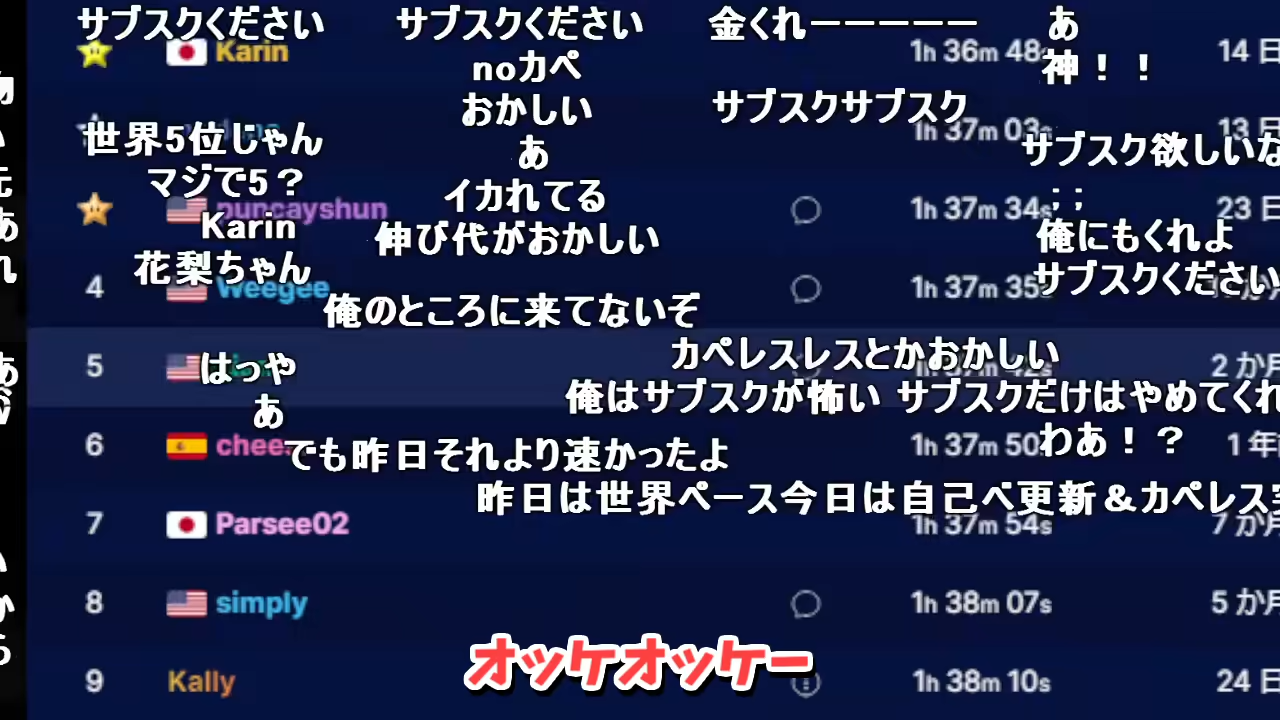 サブスクください
サブスクください
金くれーーーーー
あ
Karin
1h 36m 48s
14 日
noカペ
神！！
おかしい
サブスクサブスク
世界5位じゃん
1h 37m 03s
13 日
あ
サブスク欲しいな
マジで5？
イカれてる
; ;
puncayshun
1h 37m 34s
23 日
Karin
伸び代がおかしい
俺にもくれよ
花梨ちゃん
サブスクください
4
Weegee
1h 37m 35s
俺のところに来てないぞ
カペレスレスとかおかしい
5
はっや
2 か月
俺はサブスクが怖い サブスクだけはやめてくれ
あ
6
1h 37m 50s
わあ！？
1 年
でも昨日それより速かったよ
昨日は世界ペース今日は自己ベ更新＆カペレス
7
Parsee02
1h 37m 54s
7 か月
8
simply
1h 38m 07s
5 か月
オッケオッケー
9
Kally
1h 38m 10s
24 日